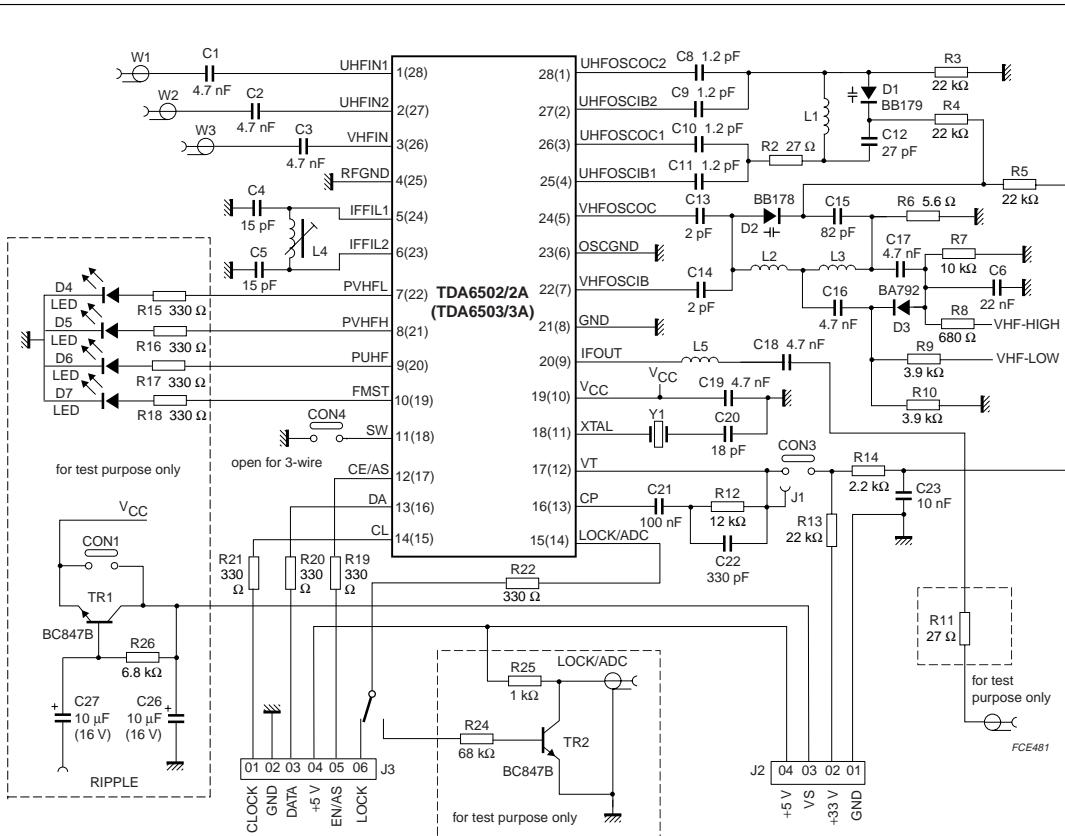 W1
C1
4.7 nF
UHFIN1
1(28)
W2
C2
4.7 nF
UHFIN2
2(27)
W3
C3
4.7 nF
VHFIN
3(26)
RFGND
4(25)
C4
15 pF
IFFIL1
5(24)
L4
C5
15 pF
IFFIL2
6(23)
D4
LED
R15 330 Ω
PVHFL
7(22)
D5
LED
R16 330 Ω
PVHFH
8(21)
D6
LED
R17 330 Ω
PUHF
9(20)
D7
LED
R18 330 Ω
FMST
10(19)
CON4
SW
11(18)
open for 3-wire
for test purpose only
CE/AS
12(17)
DA
13(16)
CL
14(15)
TDA6502/2A
(TDA6503/3A)
28(1)
UHFOSCOC2
C8 1.2 pF
27(2)
UHFOSCIB2
C9 1.2 pF
26(3)
UHFOSCOC1
C10 1.2 pF
25(4)
UHFOSCIB1
C11 1.2 pF
R2 27 Ω
L1
D1
BB179
C12
27 pF
R3
22 kΩ
R4
22 kΩ
R5
22 kΩ
24(5)
VHFOSCOC
C13
2 pF
BB178
D2
C15
82 pF
R6 5.6 Ω
23(6)
OSCGND
L2
L3
C17
4.7 nF
R7
10 kΩ
22(7)
VHFOSCIB
C14
2 pF
C16
4.7 nF
BA792
D3
C6
22 nF
R8
680 Ω
VHF-HIGH
21(8)
GND
R9
3.9 kΩ
VHF-LOW
20(9)
IFOUT
L5
C18 4.7 nF
R10
3.9 kΩ
19(10)
VCC
VCC
C19 4.7 nF
18(11)
XTAL
Y1
C20
18 pF
17(12)
VT
CON3
J1
R14
2.2 kΩ
C23
10 nF
16(13)
CP
C21
100 nF
R12
12 kΩ
C22
330 pF
R13
22 kΩ
15(14)
LOCK/ADC
VCC
CON1
TR1
BC847B
R26
6.8 kΩ
C27
10 µF
(16 V)
+
C26
10 µF
(16 V)
+
RIPPLE
R21
330
Ω
R20
330
Ω
R19
330
Ω
R22
330 Ω
R25
1 kΩ
LOCK/ADC
R24
68 kΩ
TR2
BC847B
for test purpose only
R11
27 Ω
for test
purpose only
FCE481
01 02 03 04 05 06
J3
CLOCK
GND
DATA
+5 V
EN/AS
LOCK
J2
04 03 02 01
+5 V
VS
+33 V
GND